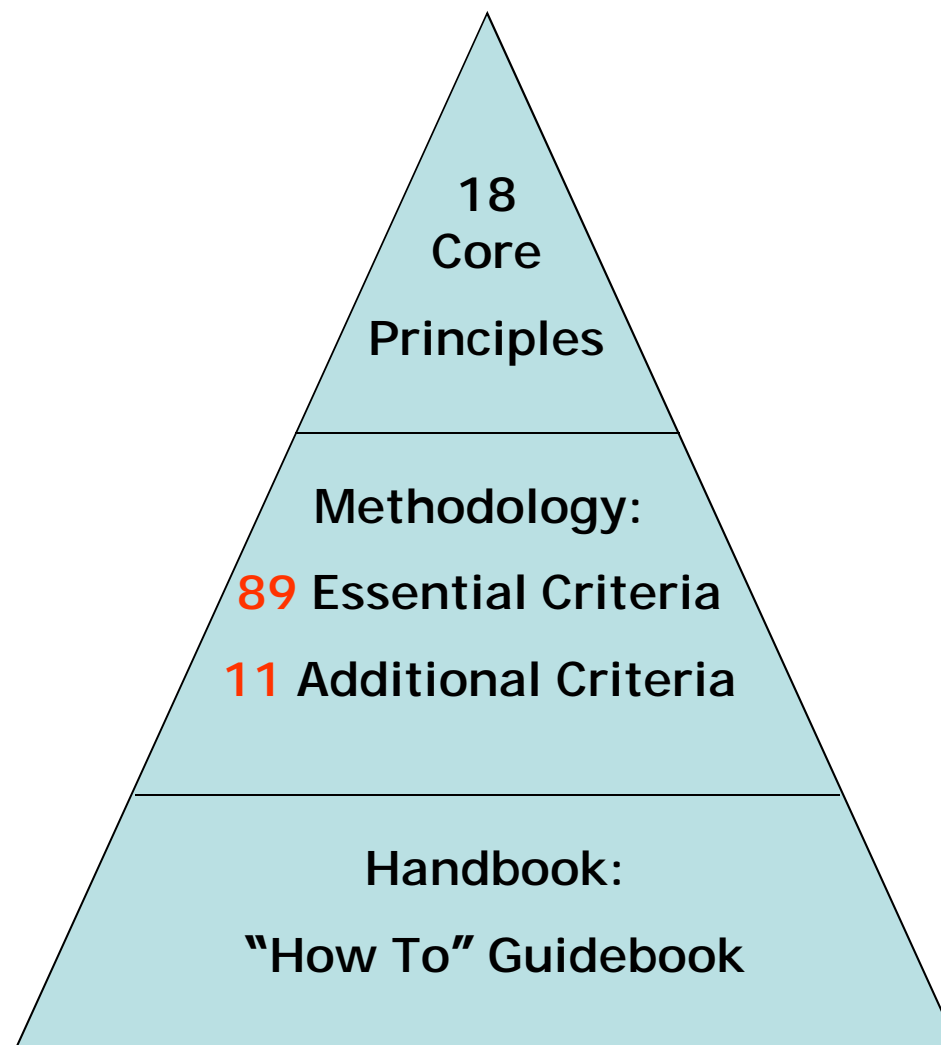 18
Core
Principles
Methodology:
89 Essential Criteria
11 Additional Criteria
Handbook:
“How To” Guidebook